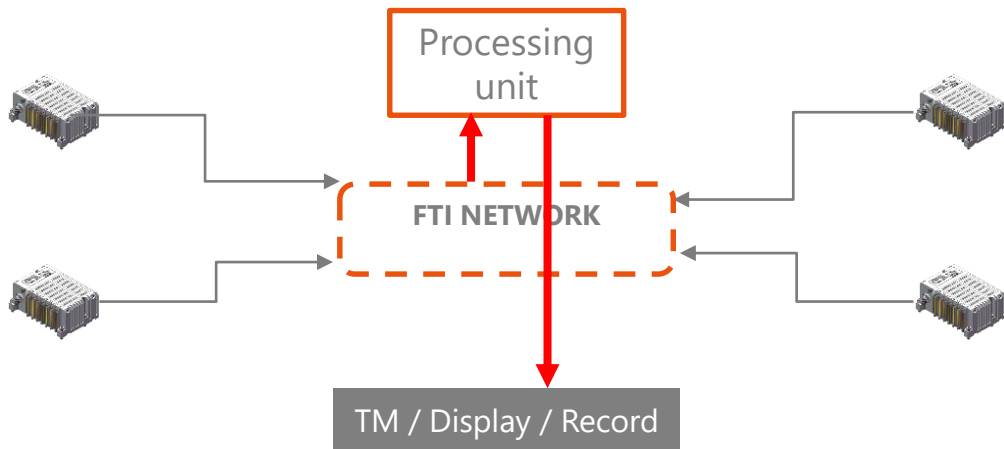 Processing
unit
FTI NETWORK
TM / Display / Record